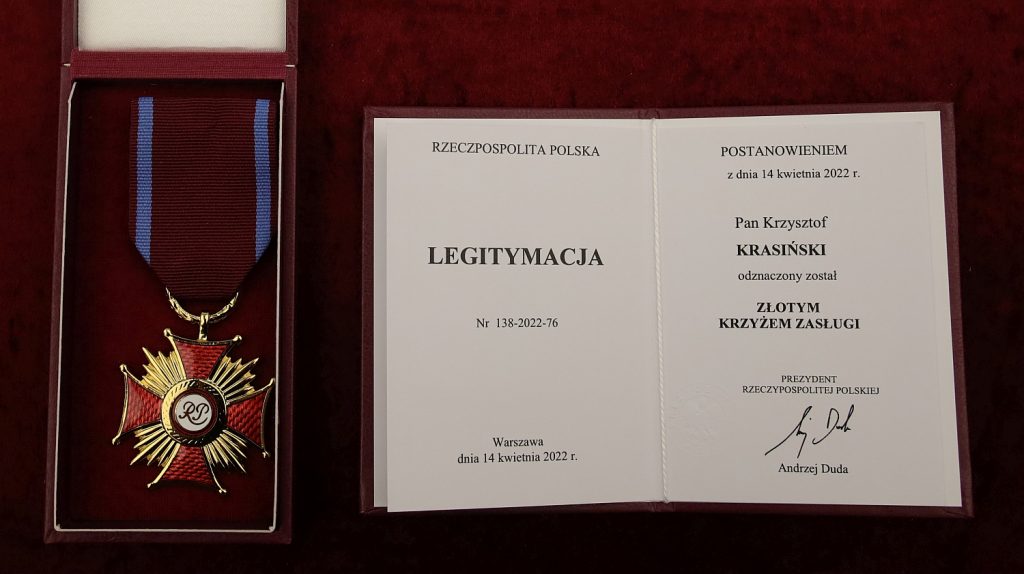 RP
RZECZPOSPOLITA POLSKA
LEGITYMACJA
Nr 138-2022-76
Warszawa
dnia 14 kwietnia 2022 r.
POSTANOWIENIEM
z dnia 14 kwietnia 2022 r.
Pan Krzysztof
KRASIŃSKI
odznaczony został
ZŁOTYM
KRZYŻEM ZASŁUGI
PREZYDENT
RZECZYPOSPOLITEJ POLSKIEJ
Andrzej Duda